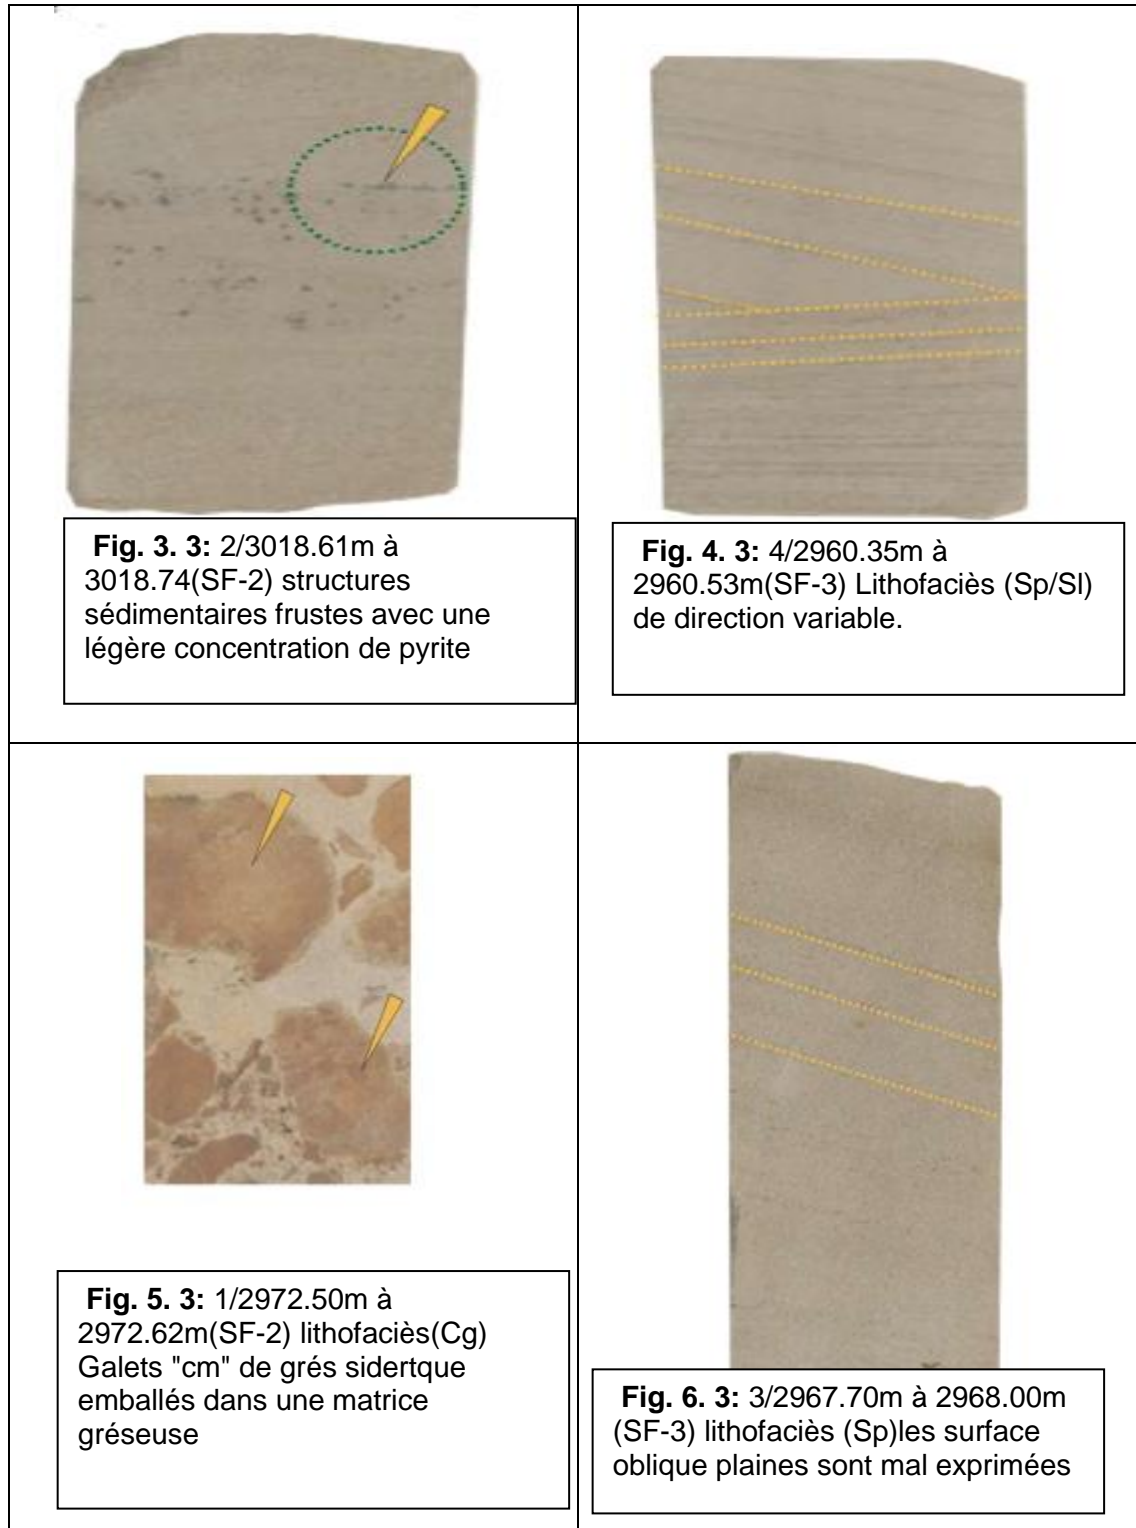 Fig. 3. 3: 2/3018.61m à
3018.74(SF-2) structures
sédimentaires frustes avec une
légère concentration de pyrite
Fig. 4. 3: 4/2960.35m à
2960.53m(SF-3) Lithofaciès (Sp/Sl)
de direction variable.
Fig. 5. 3: 1/2972.50m à
2972.62m(SF-2) lithofaciès(Cg)
Galets "cm" de grés sidertque
emballés dans une matrice
gréseuse
Fig. 6. 3: 3/2967.70m à 2968.00m
(SF-3) lithofaciès (Sp)les surface
oblique plaines sont mal exprimées